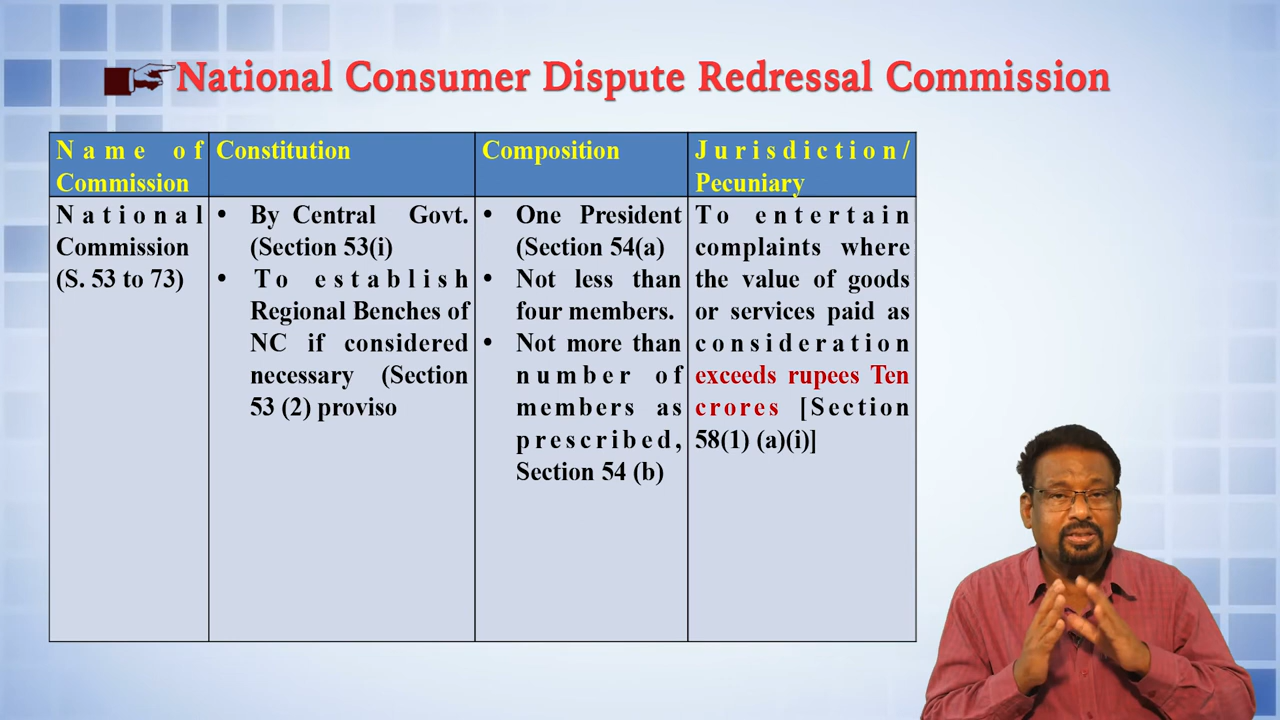 National Consumer Dispute Redressal Commission
Name of
Commission
Constitution
Composition
Jurisdiction/
Pecuniary
National
Commission
(S. 53 to 73)
• By Central Govt.
(Section 53(i)
• To establish
Regional Benches of
NC if considered
necessary (Section
53 (2) proviso
• One President
(Section 54(a)
• Not less than
four members.
• Not more than
number of
members as
prescribed,
Section 54 (b)
To entertain
complaints where
the value of goods
or services paid as
consideration
exceeds rupees Ten
crores [Section
58(1) (a)(i)]